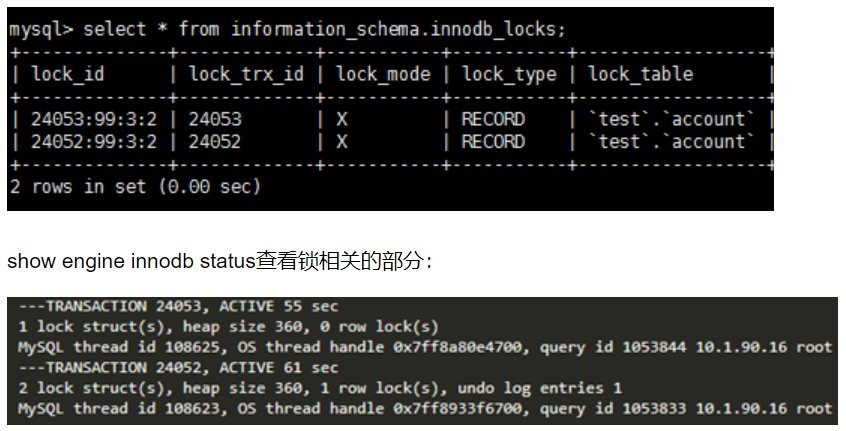 mysql> select * from information_schema.innodb_locks;
+-------------+-------------+-----------+-----------+------------------+
| lock_id | lock_trx_id | lock_mode | lock_type | lock_table |
+-------------+-------------+-----------+-----------+------------------+
| 24053:99:3:2 | 24053 | X | RECORD | `test`.`account` |
| 24052:99:3:2 | 24052 | X | RECORD | `test`.`account` |
+-------------+-------------+-----------+-----------+------------------+
2 rows in set (0.00 sec)
show engine innodb status查看锁相关的部分：
---TRANSACTION 24053, ACTIVE 55 sec
1 lock struct(s), heap size 360, 0 row lock(s)
MySQL thread id 108625, OS thread handle 0x7ff8a80e4700, query id 1053844 10.1.90.16 root
---TRANSACTION 24052, ACTIVE 61 sec
2 lock struct(s), heap size 360, 1 row lock(s), undo log entries 1
MySQL thread id 108623, OS thread handle 0x7ff8933f6700, query id 1053833 10.1.90.16 root